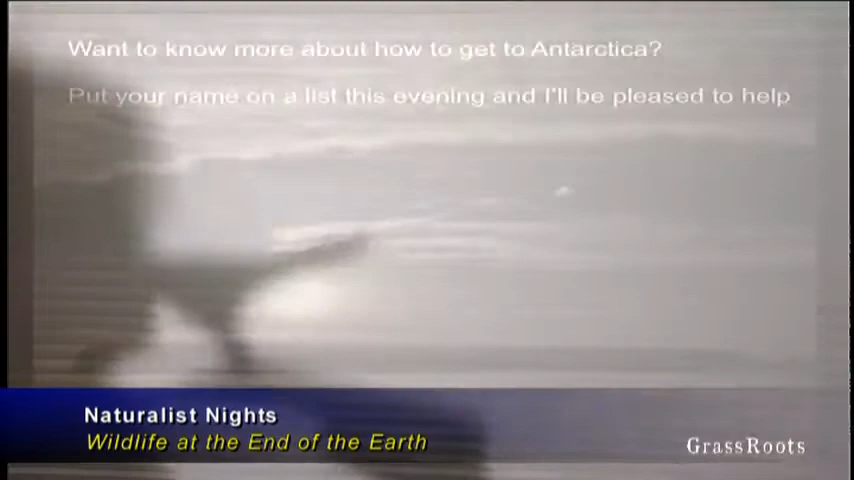 Want to know more about how to get to Antarctica?
Put your name on a list this evening and I'll be pleased to help
Naturalist Nights
Wildlife at the End of the Earth
GrassRoots